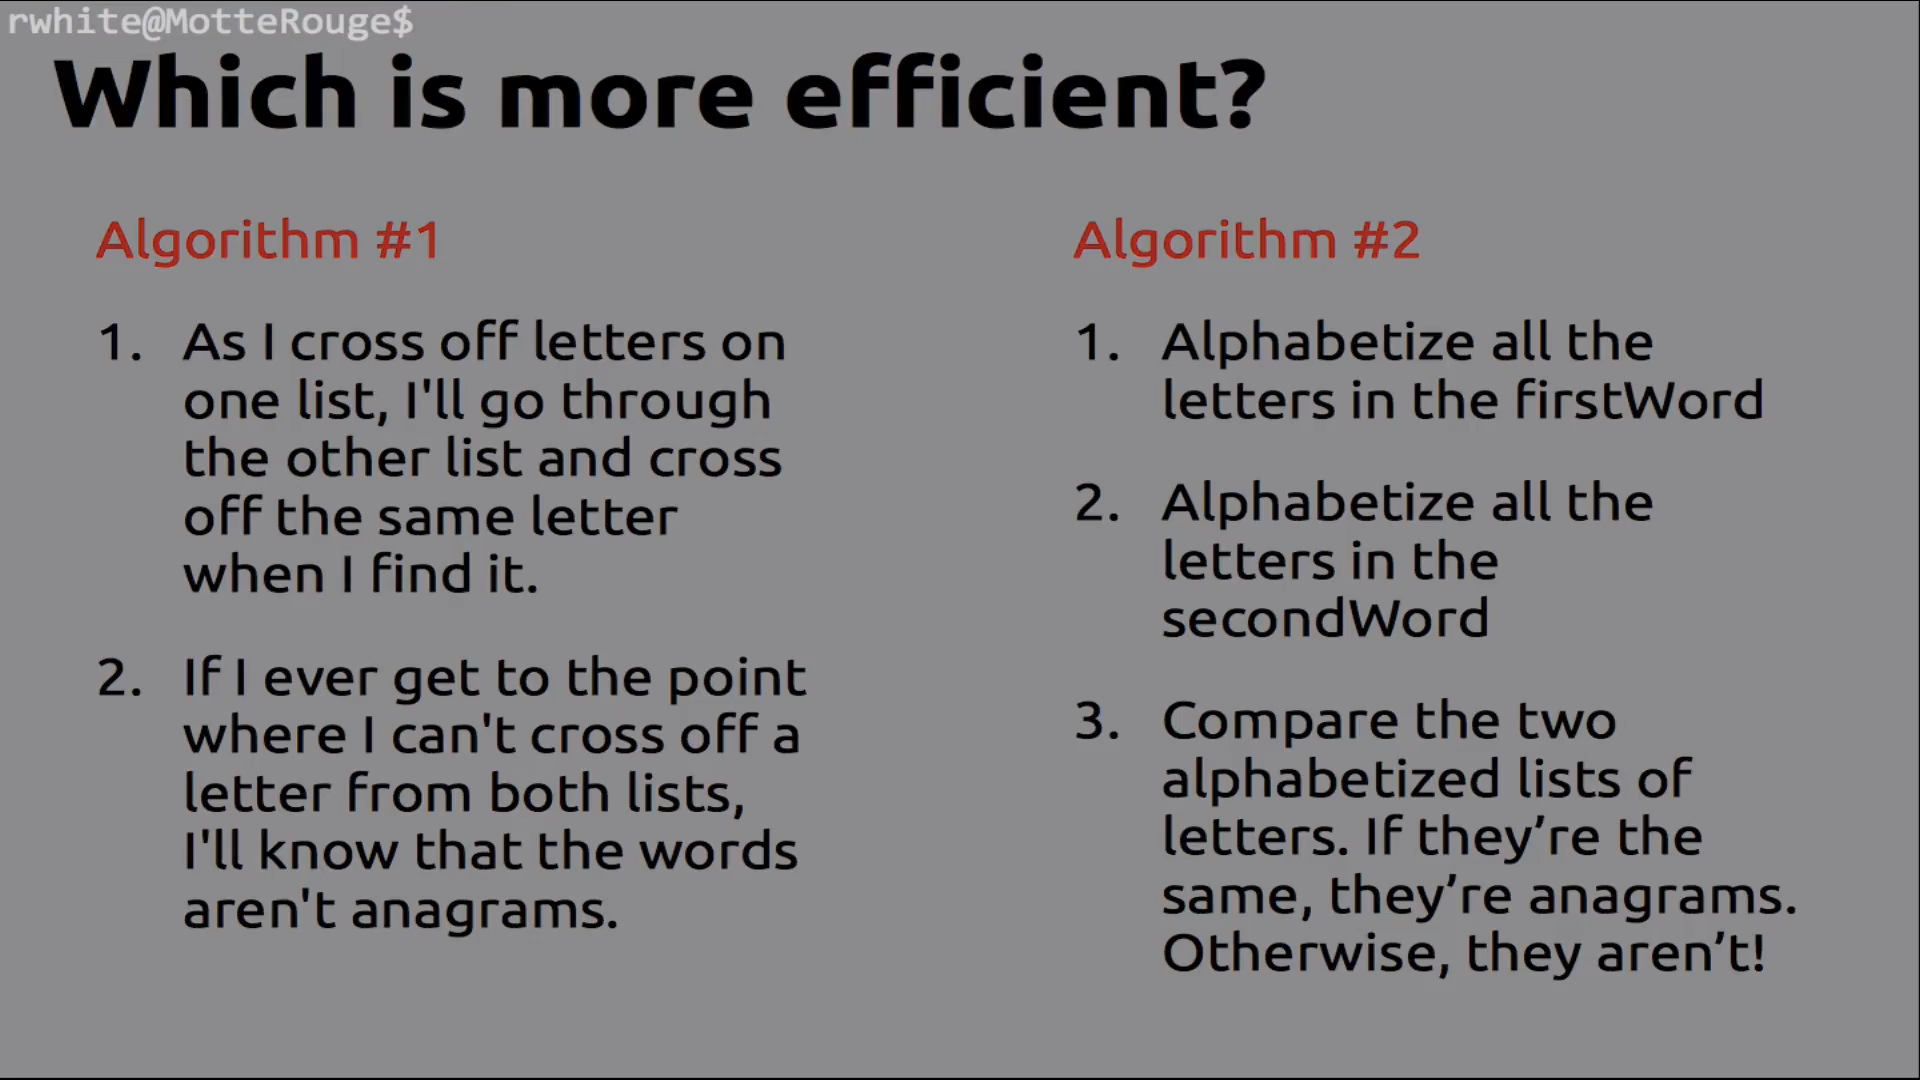 rwhite@MotteRouge$
Which is more efficient?
Algorithm #1
1. As I cross off letters on
one list, I'll go through
the other list and cross
off the same letter
when I find it.
2. If I ever get to the point
where I can't cross off a
letter from both lists,
I'll know that the words
aren't anagrams.
Algorithm #2
1. Alphabetize all the
letters in the firstWord
2. Alphabetize all the
letters in the
secondWord
3. Compare the two
alphabetized lists of
letters. If they’re the
same, they’re anagrams.
Otherwise, they aren’t!